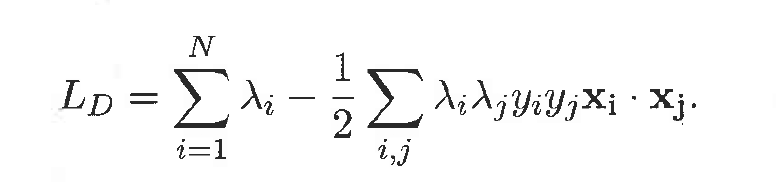 L_D = \sum_{i=1}^{N} \lambda_i - \frac{1}{2} \sum_{i,j} \lambda_i \lambda_j y_i y_j \mathbf{x_i} \cdot \mathbf{x_j}.